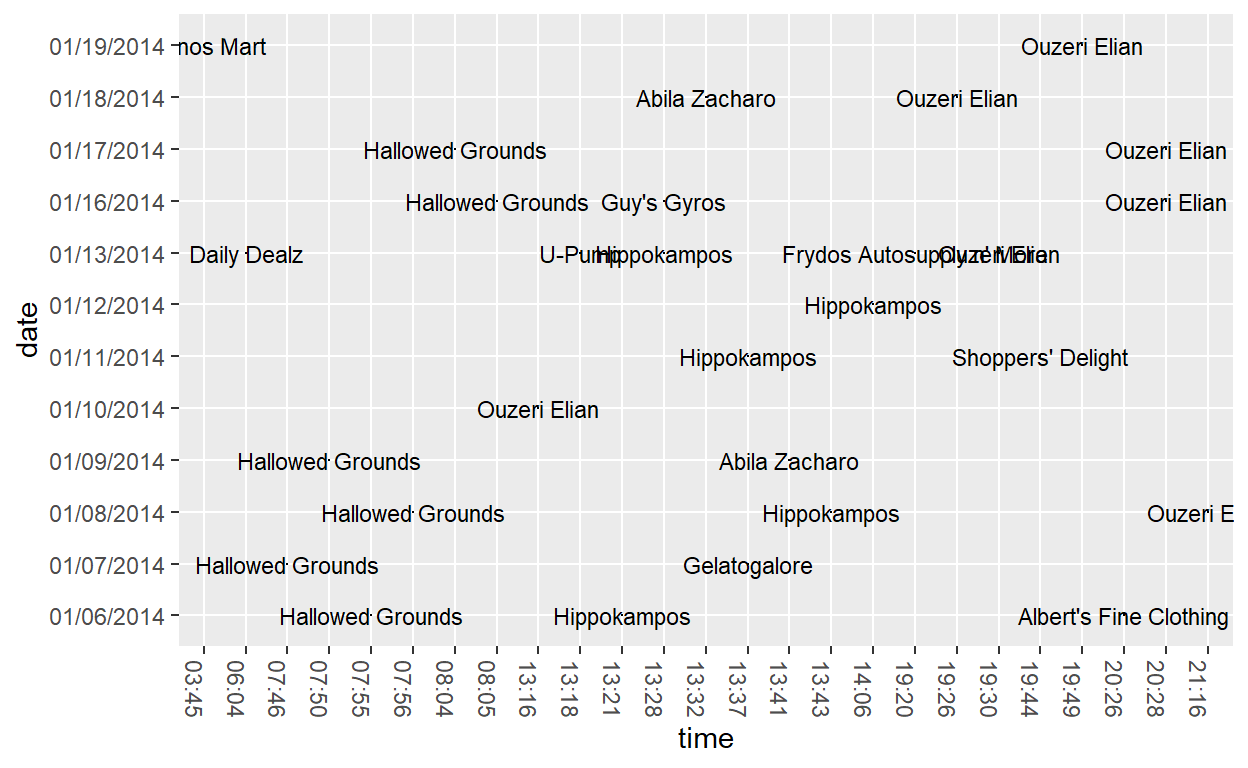 01/19/2014 nos Mart Ouzeri Elian
01/18/2014 Abila Zacharo Ouzeri Elian
01/17/2014 Hallowed Grounds Ouzeri Elian
01/16/2014 Hallowed Grounds Guy's Gyros Ouzeri Elian
01/13/2014 Daily Dealz U-Pump Hippokampos Frydos Autosupply n' More Ouzeri Elian
01/12/2014 Hippokampos
01/11/2014 Hippokampos Shoppers' Delight
01/10/2014 Ouzeri Elian
01/09/2014 Hallowed Grounds Abila Zacharo
01/08/2014 Hallowed Grounds Hippokampos Ouzeri E
01/07/2014 Hallowed Grounds Gelatogalore
01/06/2014 Hallowed Grounds Hippokampos Albert's Fine Clothing
date
03:45 06:04 07:46 07:50 07:55 07:56 08:04 08:05 13:16 13:18 13:21 13:28 13:32 13:37 13:41 13:43 14:06 19:20 19:26 19:30 19:44 19:49 20:26 20:28 21:16
time